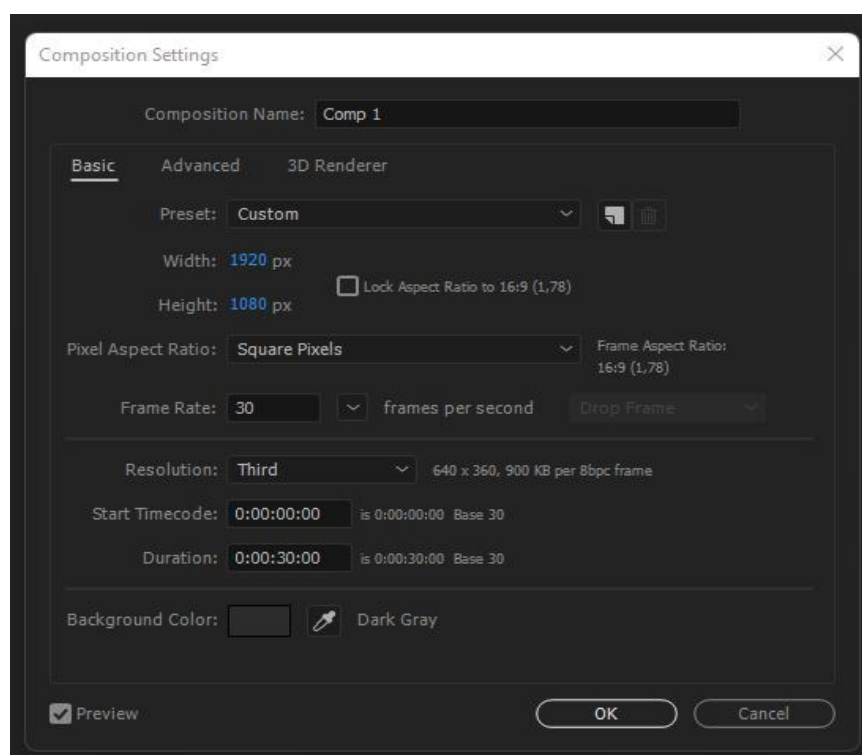 Composition Settings
Composition Name: Comp 1
Basic Advanced 3D Renderer
Preset: Custom
Width: 1920 px
Lock Aspect Ratio to 16:9 (1,78)
Height: 1080 px
Pixel Aspect Ratio: Square Pixels
Frame Aspect Ratio:
16:9 (1,78)
Frame Rate: 30 frames per second Drop Frame
Resolution: Third 640 x 360, 900 KB per 8bpc frame
Start Timecode: 0:00:00:00 is 0:00:00:00 Base 30
Duration: 0:00:30:00 is 0:00:30:00 Base 30
Background Color: Dark Gray
Preview OK Cancel